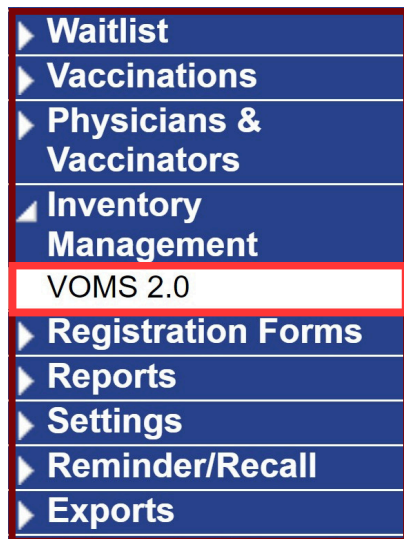 Waitlist
Vaccinations
Physicians &
Vaccinators
Inventory
Management
VOMS 2.0
Registration Forms
Reports
Settings
Reminder/Recall
Exports